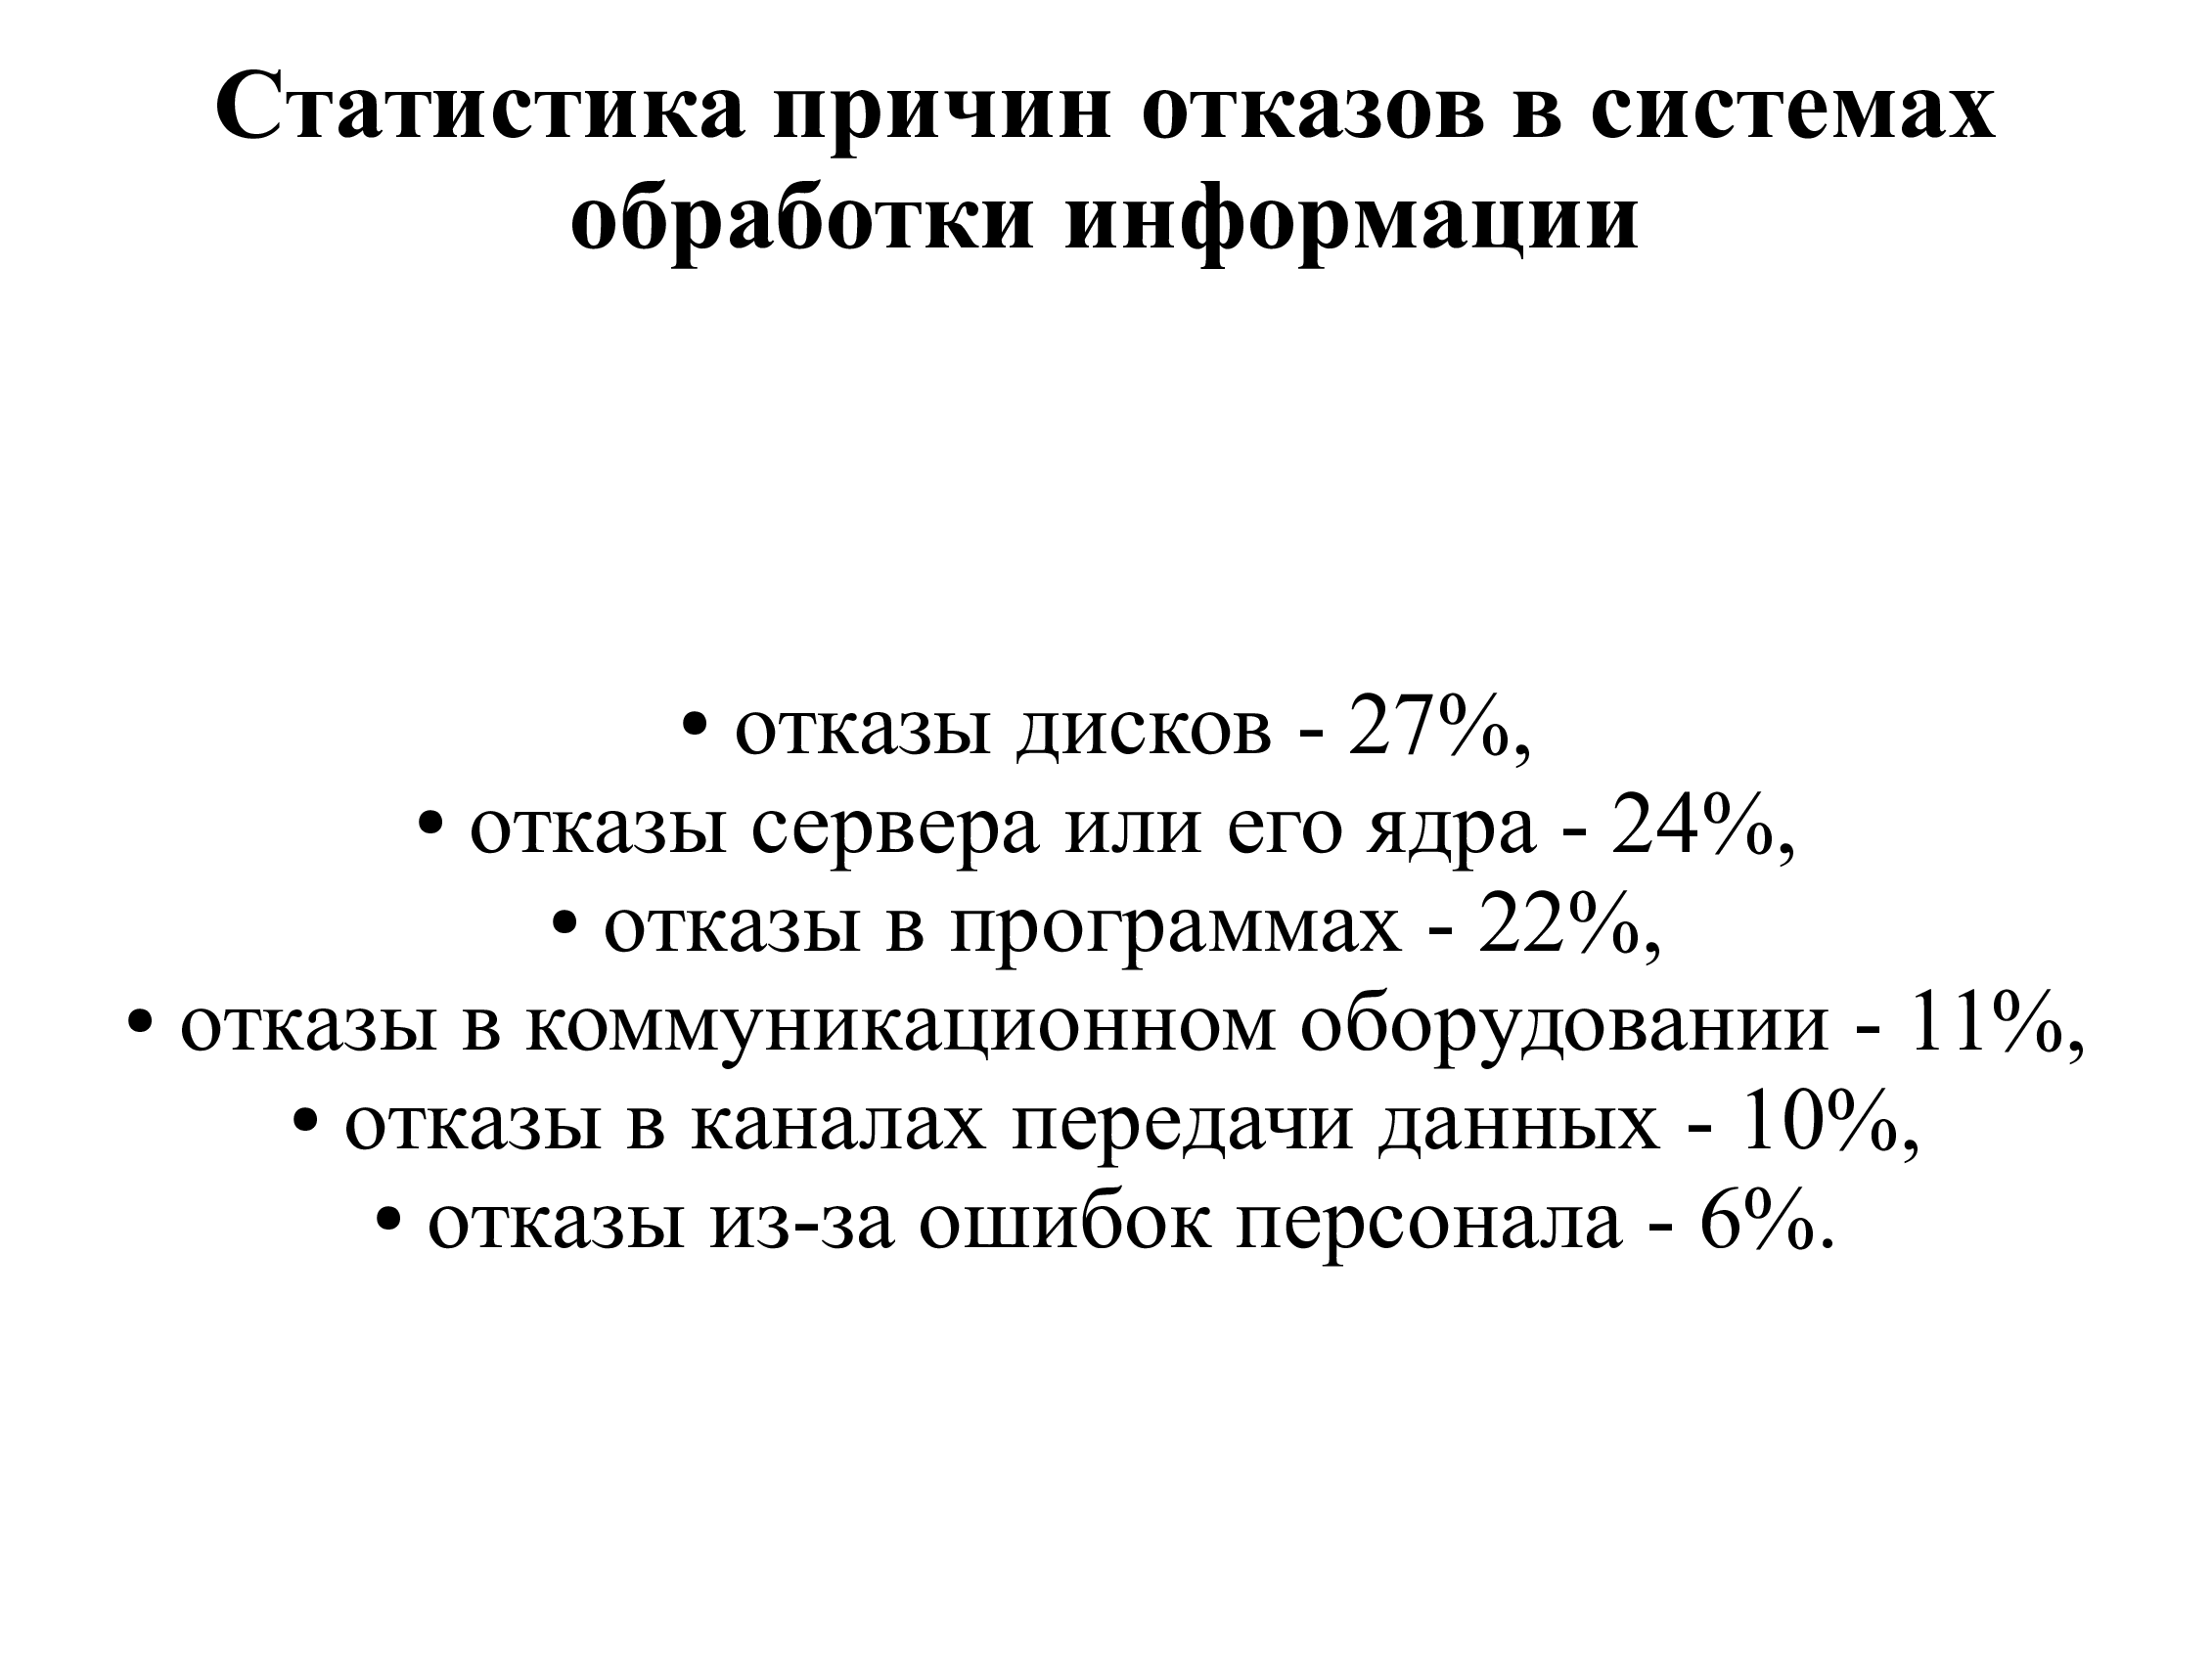 Статистика причин отказов в системах
обработки информации
• отказы дисков - 27%,
• отказы сервера или его ядра - 24%,
• отказы в программах - 22%,
• отказы в коммуникационном оборудовании - 11%,
• отказы в каналах передачи данных - 10%,
• отказы из-за ошибок персонала - 6%.